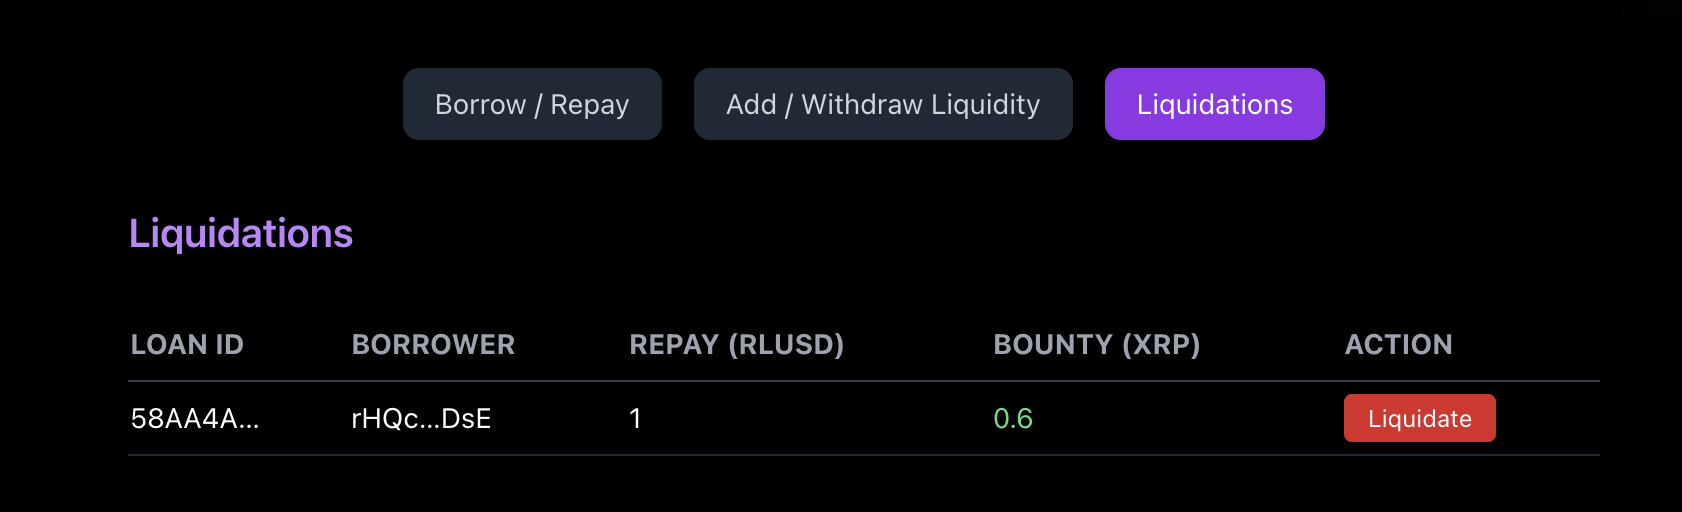 Borrow / Repay Add / Withdraw Liquidity Liquidations
Liquidations
LOAN ID BORROWER REPAY (RLUSD) BOUNTY (XRP) ACTION
58AA4A... rHQc...DsE 1 0.6 Liquidate